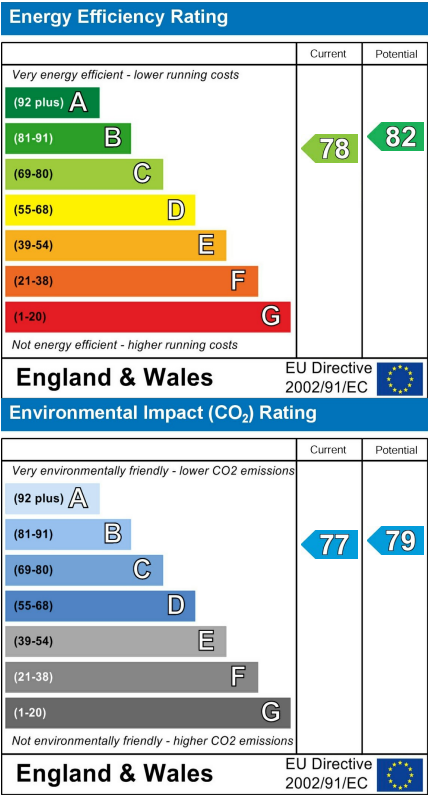 Energy Efficiency Rating
Current Potential
Very energy efficient - lower running costs
(92 plus) A
(81-91) B
(69-80) C
(55-68) D
(39-54) E
(21-38) F
(1-20) G
78
82
Not energy efficient - higher running costs
England & Wales
EU Directive
2002/91/EC
Environmental Impact (CO₂) Rating
Current Potential
Very environmentally friendly - lower CO2 emissions
(92 plus) A
(81-91) B
(69-80) C
(55-68) D
(39-54) E
(21-38) F
(1-20) G
77
79
Not environmentally friendly - higher CO2 emissions
England & Wales
EU Directive
2002/91/EC